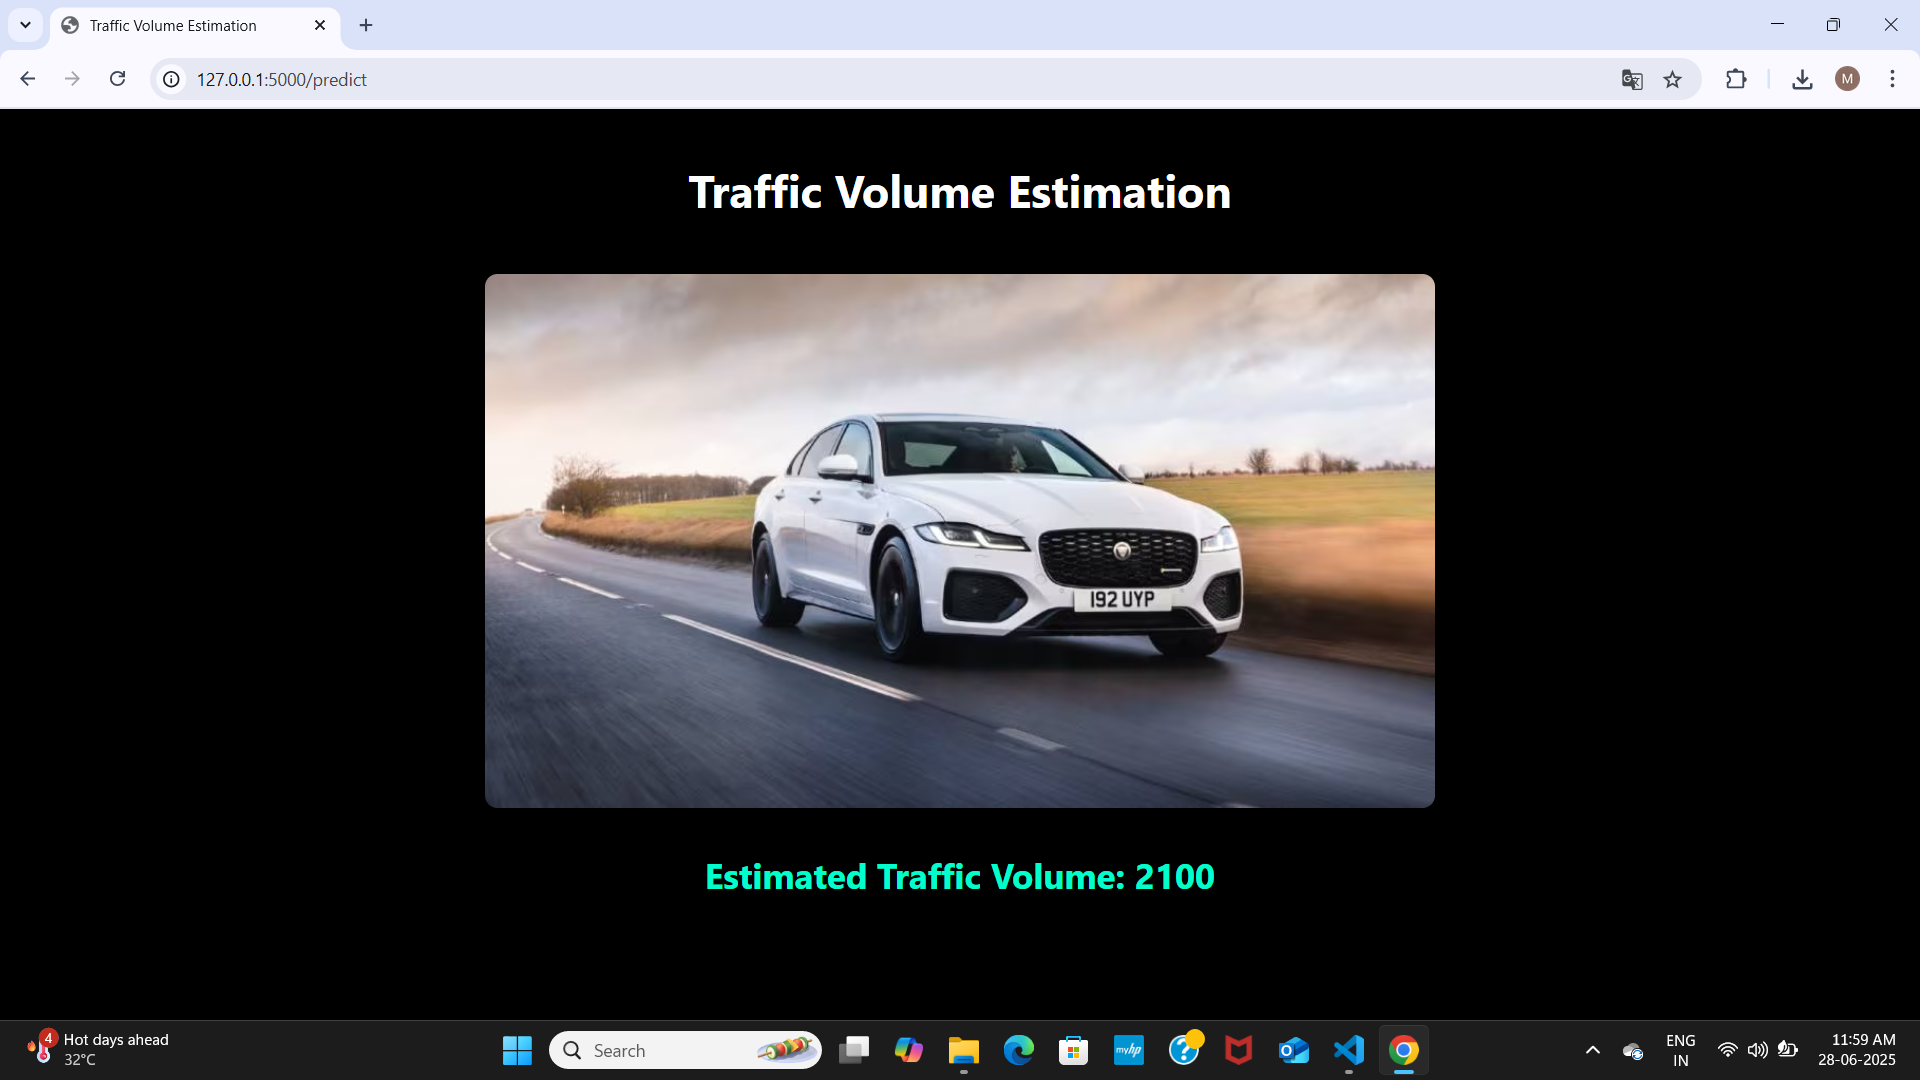 Traffic Volume Estimation
127.0.0.1:5000/predict
M
Traffic Volume Estimation
192 UYP
Estimated Traffic Volume: 2100
4
Hot days ahead
32°C
Search
myhp
ENG
IN
11:59 AM
28-06-2025